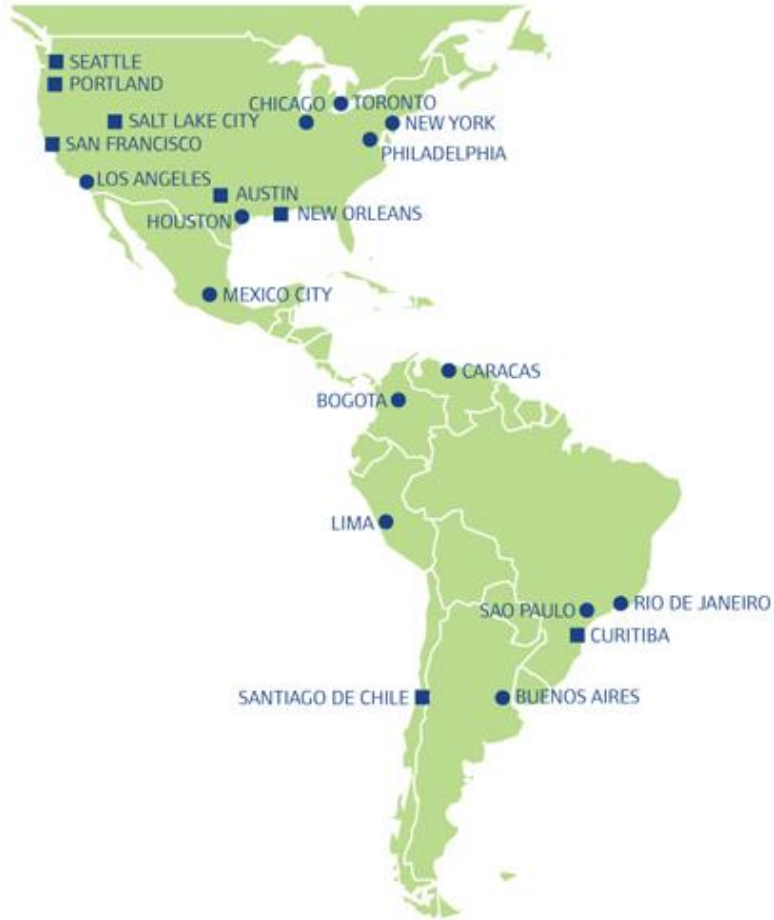 SEATTLE
PORTLAND
CHICAGO
TORONTO
SALT LAKE CITY
NEW YORK
SAN FRANCISCO
PHILADELPHIA
LOS ANGELES
AUSTIN
HOUSTON
NEW ORLEANS
MEXICO CITY
CARACAS
BOGOTA
LIMA
SAO PAULO
RIO DE JANEIRO
CURITIBA
SANTIAGO DE CHILE
BUENOS AIRES